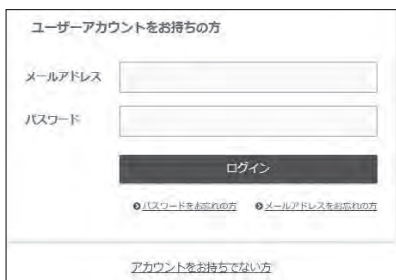 ユーザーアカウントをお持ちの方
メールアドレス
パスワード
ログイン
パスワードをお忘れの方 メールアドレスをお忘れの方
アカウントをお持ちでない方